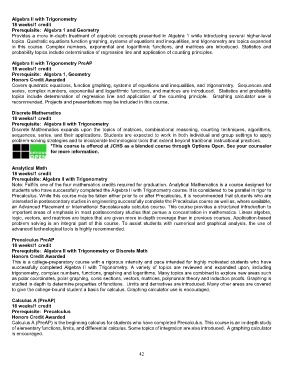 Algebra II with Trigonometry
18 weeks/1 credit
Prerequisite: Algebra 1 and Geometry
Provides a more in-depth treatment of algebraic concepts presented in Algebra 1 while introducing several higher-level
topics. Quadratic equations function graphing, systems of equations and inequalities, and trigonometry are topics expanded
in this course. Complex numbers, exponential and logarithmic functions, and matrices are introduced. Statistics and
probability topics include determination of regression line and application of counting principles.
Algebra II with Trigonometry PreAP
18 weeks/1 credit
Prerequisite: Algebra 1, Geometry
Honors Credit Awarded
Covers quadratic equations, function graphing, systems of equations and inequalities, and trigonometry. Sequences and
series, complex numbers, exponential and logarithmic functions, and matrices are introduced. Statistics and probability
topics include determination of regression line and application of the counting principle. Graphing calculator use is
recommended. Projects and presentations may be included in this course.
Discrete Mathematics
18 weeks/1 credit
Prerequisite: Algebra II with Trigonometry
Discrete Mathematics expands upon the topics of matrices, combinational reasoning, counting techniques, algorithms,
sequences, series, and their applications. Students are expected to work in both individual and group settings to apply
problem-solving strategies and to incorporate technological tools that extend beyond traditional instructional practices.
*This course is offered at JGHS as a blended course through Options Open. See your counselor
for more information.
Analytical Math
18 weeks/1 credit
Prerequisite: Algebra II with Trigonometry
Note: Fulfills one of the four mathematics credits required for graduation. Analytical Mathematics is a course designed for
students who have successfully completed the Algebra II with Trigonometry course. It is considered to be parallel in rigor to
Precalculus. While this course may be taken either prior to or after Precalculus, it is recommended that students who are
interested in postsecondary studies in engineering successfully complete the Precalculus course as well as, where available,
an Advanced Placement or International Baccalaureate calculus course. This course provides a structured introduction to
important areas of emphasis in most postsecondary studies that pursue a concentration in mathematics. Linear algebra,
logic, vectors, and matrices are topics that are given more in-depth coverage than in previous courses. Application-based
problem solving is an integral part of this course. To assist students with numerical and graphical analysis, the use of
advanced technological tools is highly recommended.
Precalculus PreAP
18 weeks/1 credit
Prerequisite: Algebra II with Trigonometry or Discrete Math
Honors Credit Awarded
This is a college-preparatory course with a rigorous intensity and pace intended for highly motivated students who have
successfully completed Algebra II with Trigonometry. A variety of topics are reviewed and expanded upon, including
trigonometry, complex numbers, functions, graphing and logarithms. Many topics are combined to explore new areas such
as polar coordinates, polar graphing, conic sections, vectors, matrices, polynomial theory and induction proofs. Graphing is
studied in depth to determine properties of functions. Limits and derivatives are introduced. Many other areas are covered
to give the college-bound student a basis for calculus. Graphing calculator use is encouraged.
Calculus A (PreAP)
18 weeks/1 credit
Prerequisite: Precalculus
Honors Credit Awarded
Calculus A (PreAP) is the beginning calculus for students who have completed Precalculus. This course is an in-depth study
of elementary functions, limits, and differential calculus. Some topics of integration are also introduced. A graphing calculator
is encouraged.
42